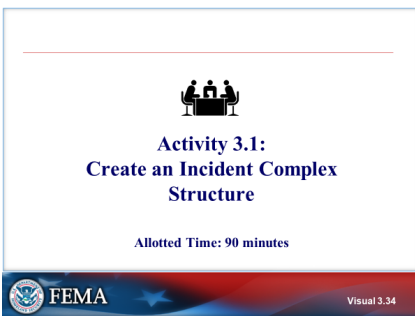 Activity 3.1:
Create an Incident Complex
Structure
Allotted Time: 90 minutes
FEMA
Visual 3.34